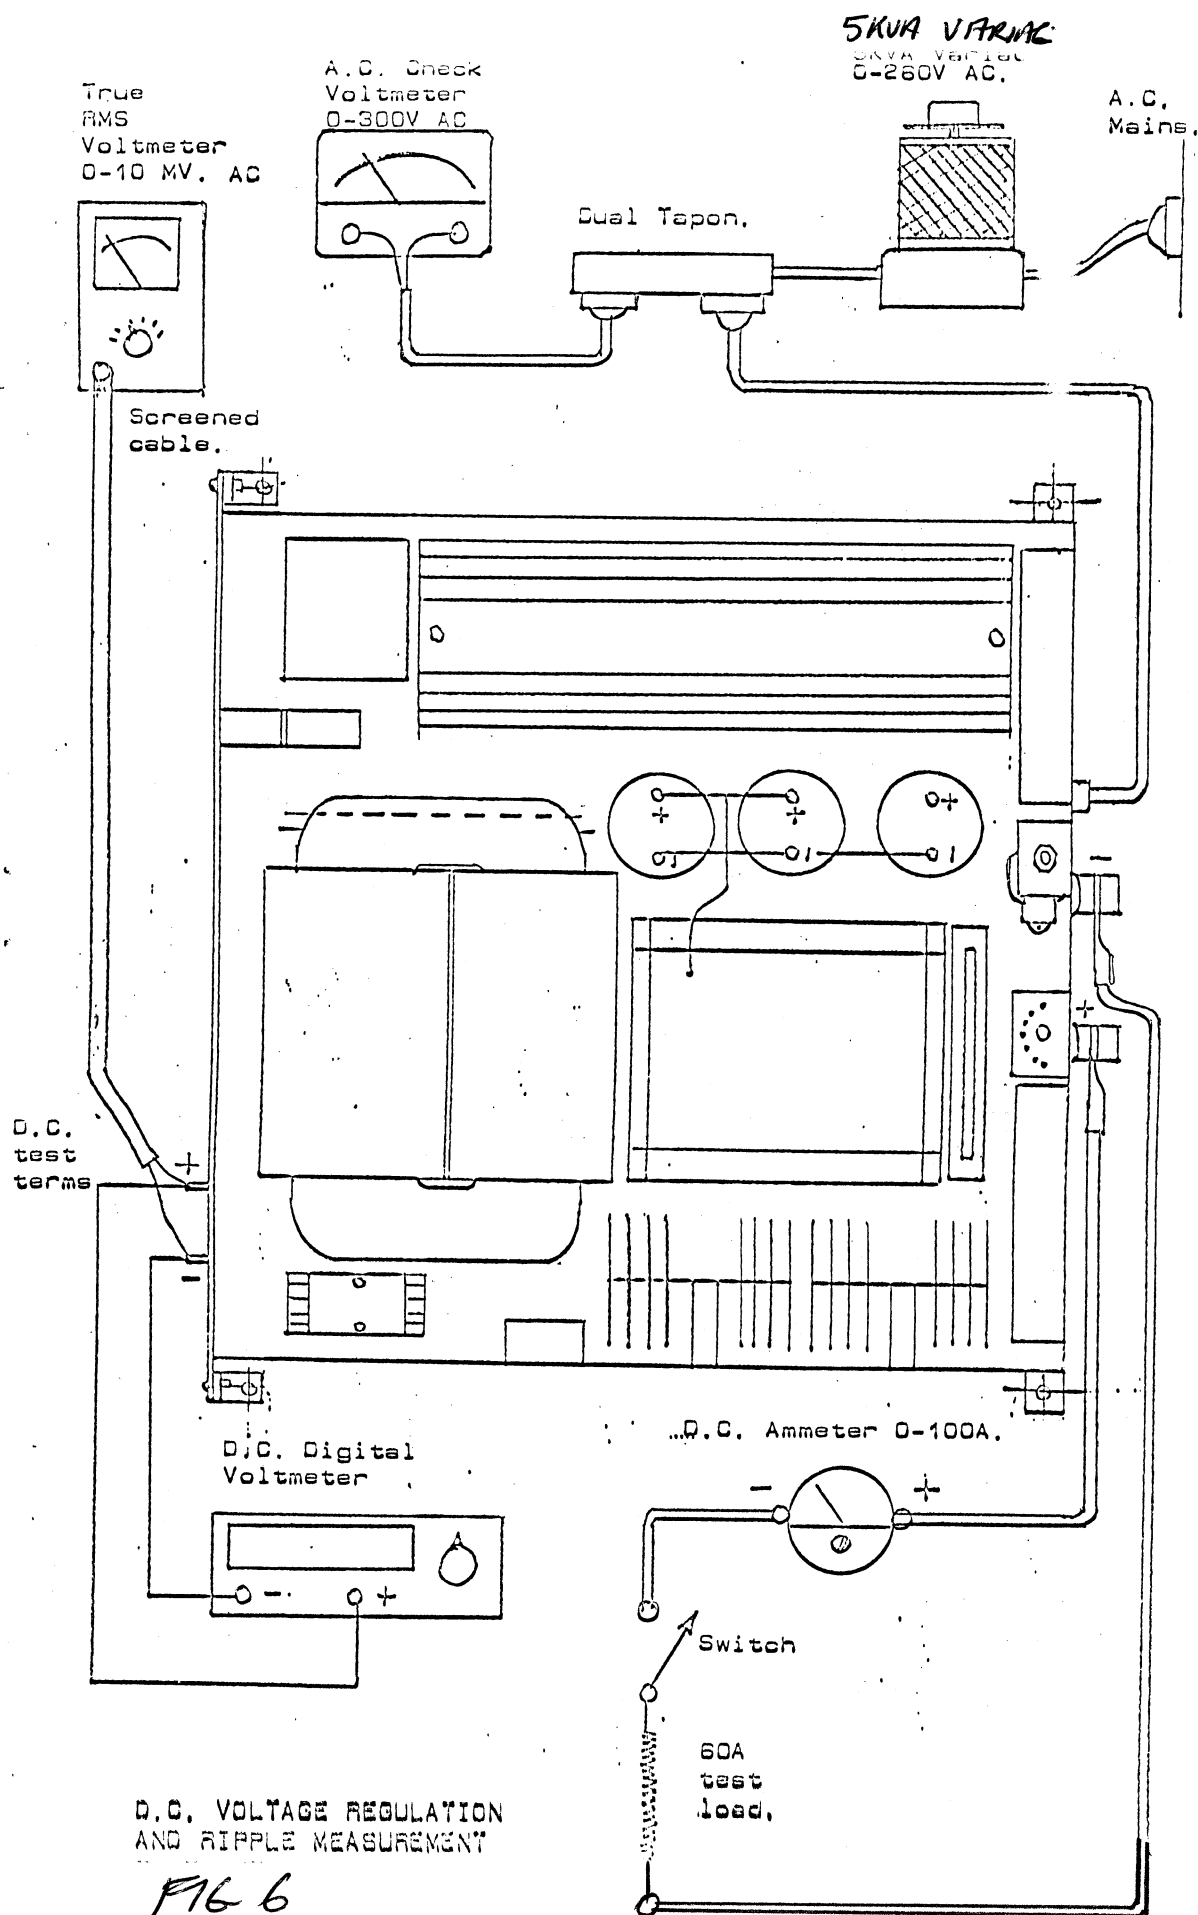 5KVA VARIAC
5KVA Variac
0-260V AC.
A.C. Check
Voltmeter
0-300V AC
True
RMS
Voltmeter
0-10 MV. AC
A.C.
Mains.
Dual Tapon.
Screened
cable.
+
+
+
-
-
-
-
+
D.C.
test
terms
+
-
D.C. Digital
Voltmeter
- +
D.C. Ammeter 0-100A.
- +
Switch
60A
test
load.
D.C. VOLTAGE REGULATION
AND RIPPLE MEASUREMENT
FIG 6